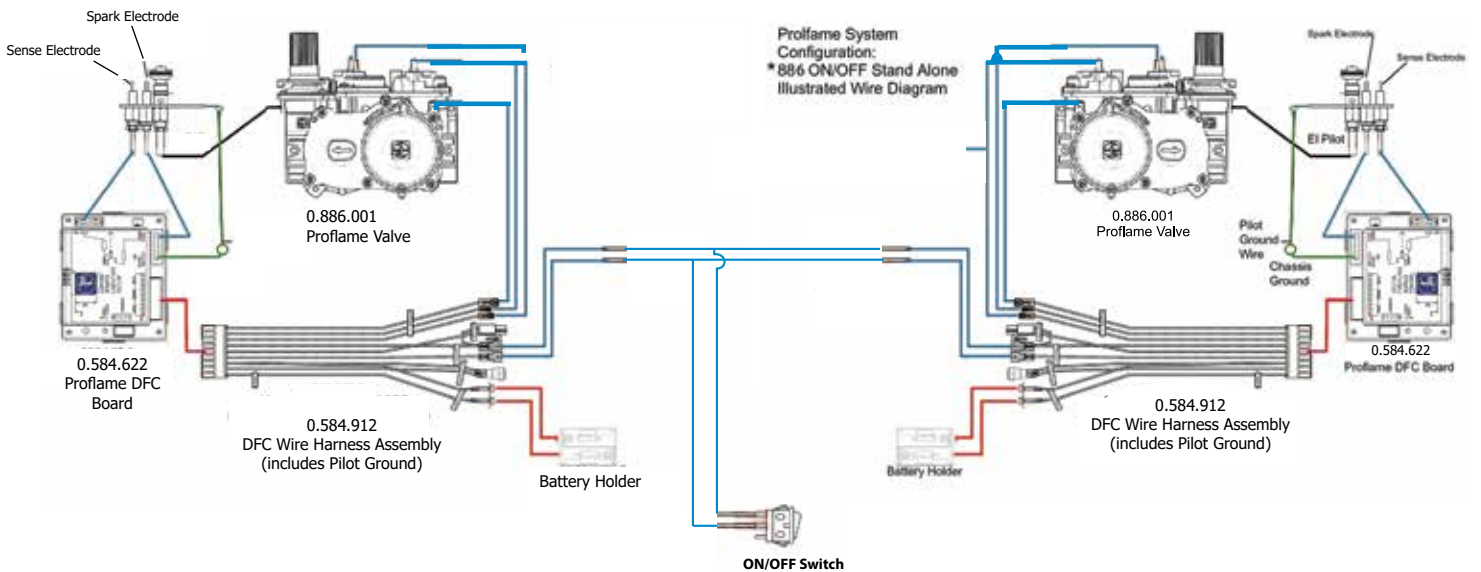 Spark Electrode
Sense Electrode
0.886.001
Proflame Valve
0.584.622
Proflame DFC
Board
0.584.912
DFC Wire Harness Assembly
(includes Pilot Ground)
Battery Holder
Prolfame System
Configuration:
*886 ON/OFF Stand Alone
Illustrated Wire Diagram
Spark Electrode
Sense Electrode
El Pilot
0.886.001
Proflame Valve
Pilot
Ground
Wire
Chassis
Ground
0.584.622
Proflame DFC Board
0.584.912
DFC Wire Harness Assembly
(includes Pilot Ground)
Battery Holder
ON/OFF Switch